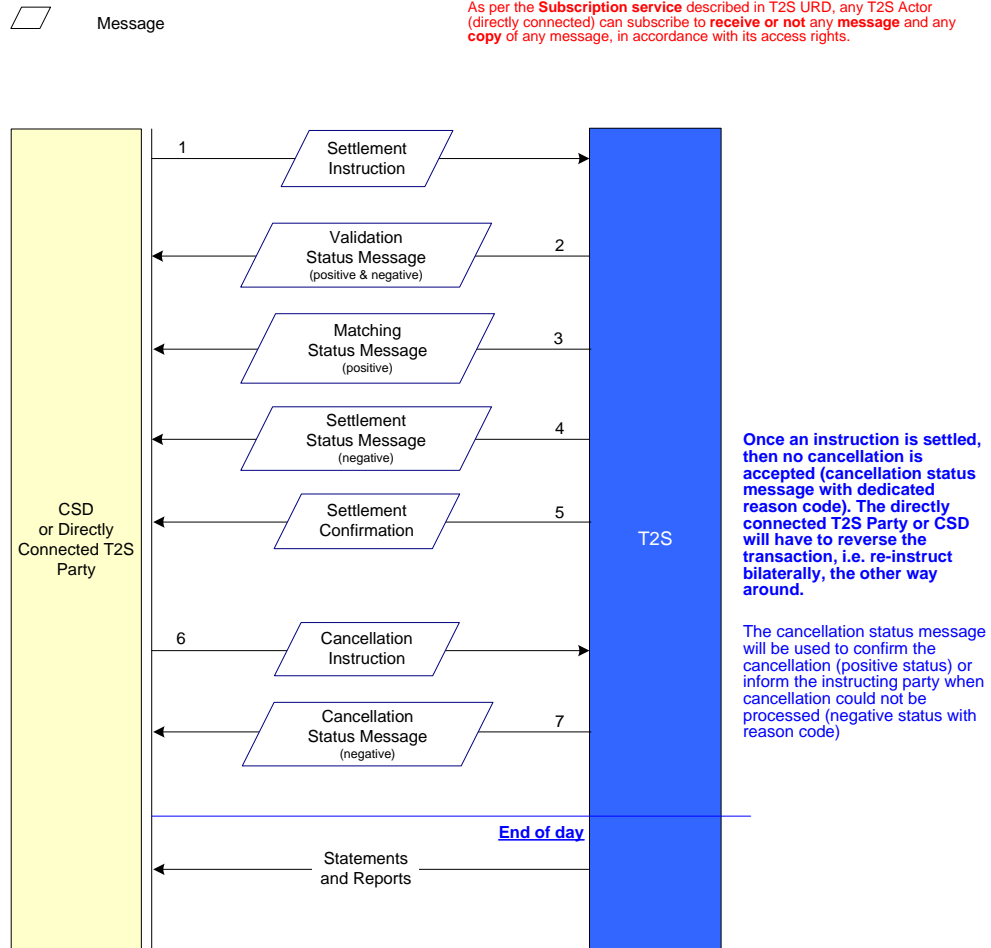 Message
As per the Subscription service described in T2S URD, any T2S Actor
(directly connected) can subscribe to receive or not any message and any
copy of any message, in accordance with its access rights.
1
Settlement
Instruction
Validation
Status Message
(positive & negative)
2
Matching
Status Message
(positive)
3
Settlement
Status Message
(negative)
4
Settlement
Confirmation
5
CSD
or Directly
Connected T2S
Party
T2S
Once an instruction is settled,
then no cancellation is
accepted (cancellation status
message with dedicated
reason code). The directly
connected T2S Party or CSD
will have to reverse the
transaction, i.e. re-instruct
bilaterally, the other way
around.
6
Cancellation
Instruction
The cancellation status message
will be used to confirm the
cancellation (positive status) or
inform the instructing party when
cancellation could not be
processed (negative status with
reason code)
Cancellation
Status Message
(negative)
7
End of day
Statements
and Reports